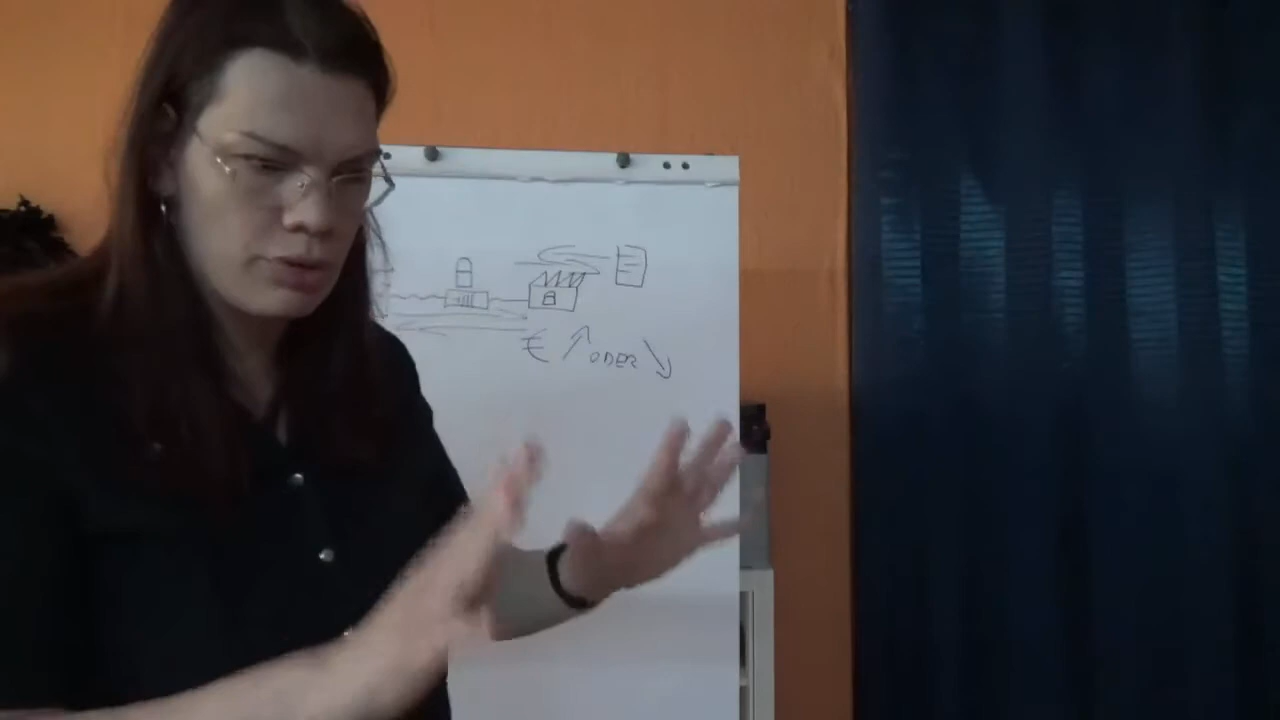 € ↗ ODER ↘